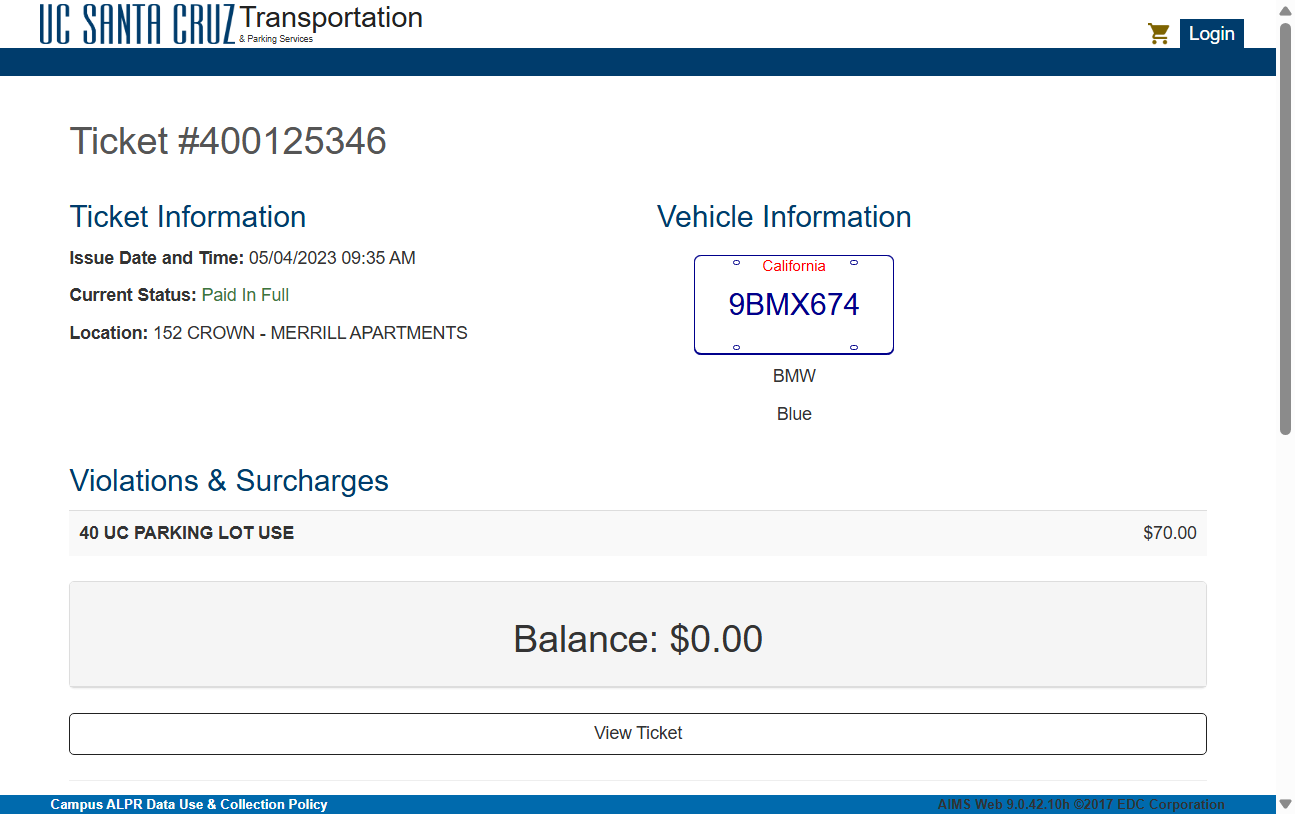 UC SANTA CRUZ Transportation
& Parking Services
Login
Ticket #400125346
Ticket Information
Issue Date and Time: 05/04/2023 09:35 AM
Current Status: Paid In Full
Location: 152 CROWN - MERRILL APARTMENTS
Vehicle Information
California
9BMX674
BMW
Blue
Violations & Surcharges
40 UC PARKING LOT USE $70.00
Balance: $0.00
View Ticket
Campus ALPR Data Use & Collection Policy
AIMS Web 9.0.42.10h ©2017 EDC Corporation